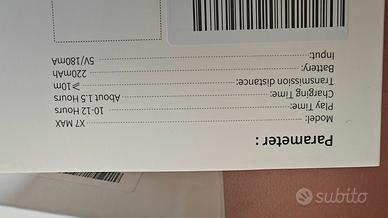 Parameter:
Model: X7 MAX
Play Time: 10-12 Hours
Charging Time: About 1.5 Hours
Transmission distance: ≥10m
Battery: 220mAh
Input: 5V/180mA
subito